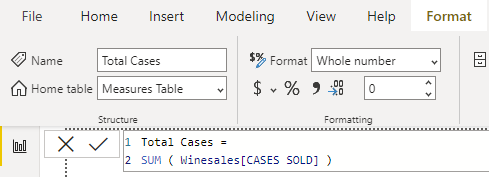 File Home Insert Modeling View Help Format
Name Total Cases $% Format Whole number
Home table Measures Table $ % , .00 0
Structure Formatting
1 Total Cases =
2 SUM ( Winesales[CASES SOLD] )